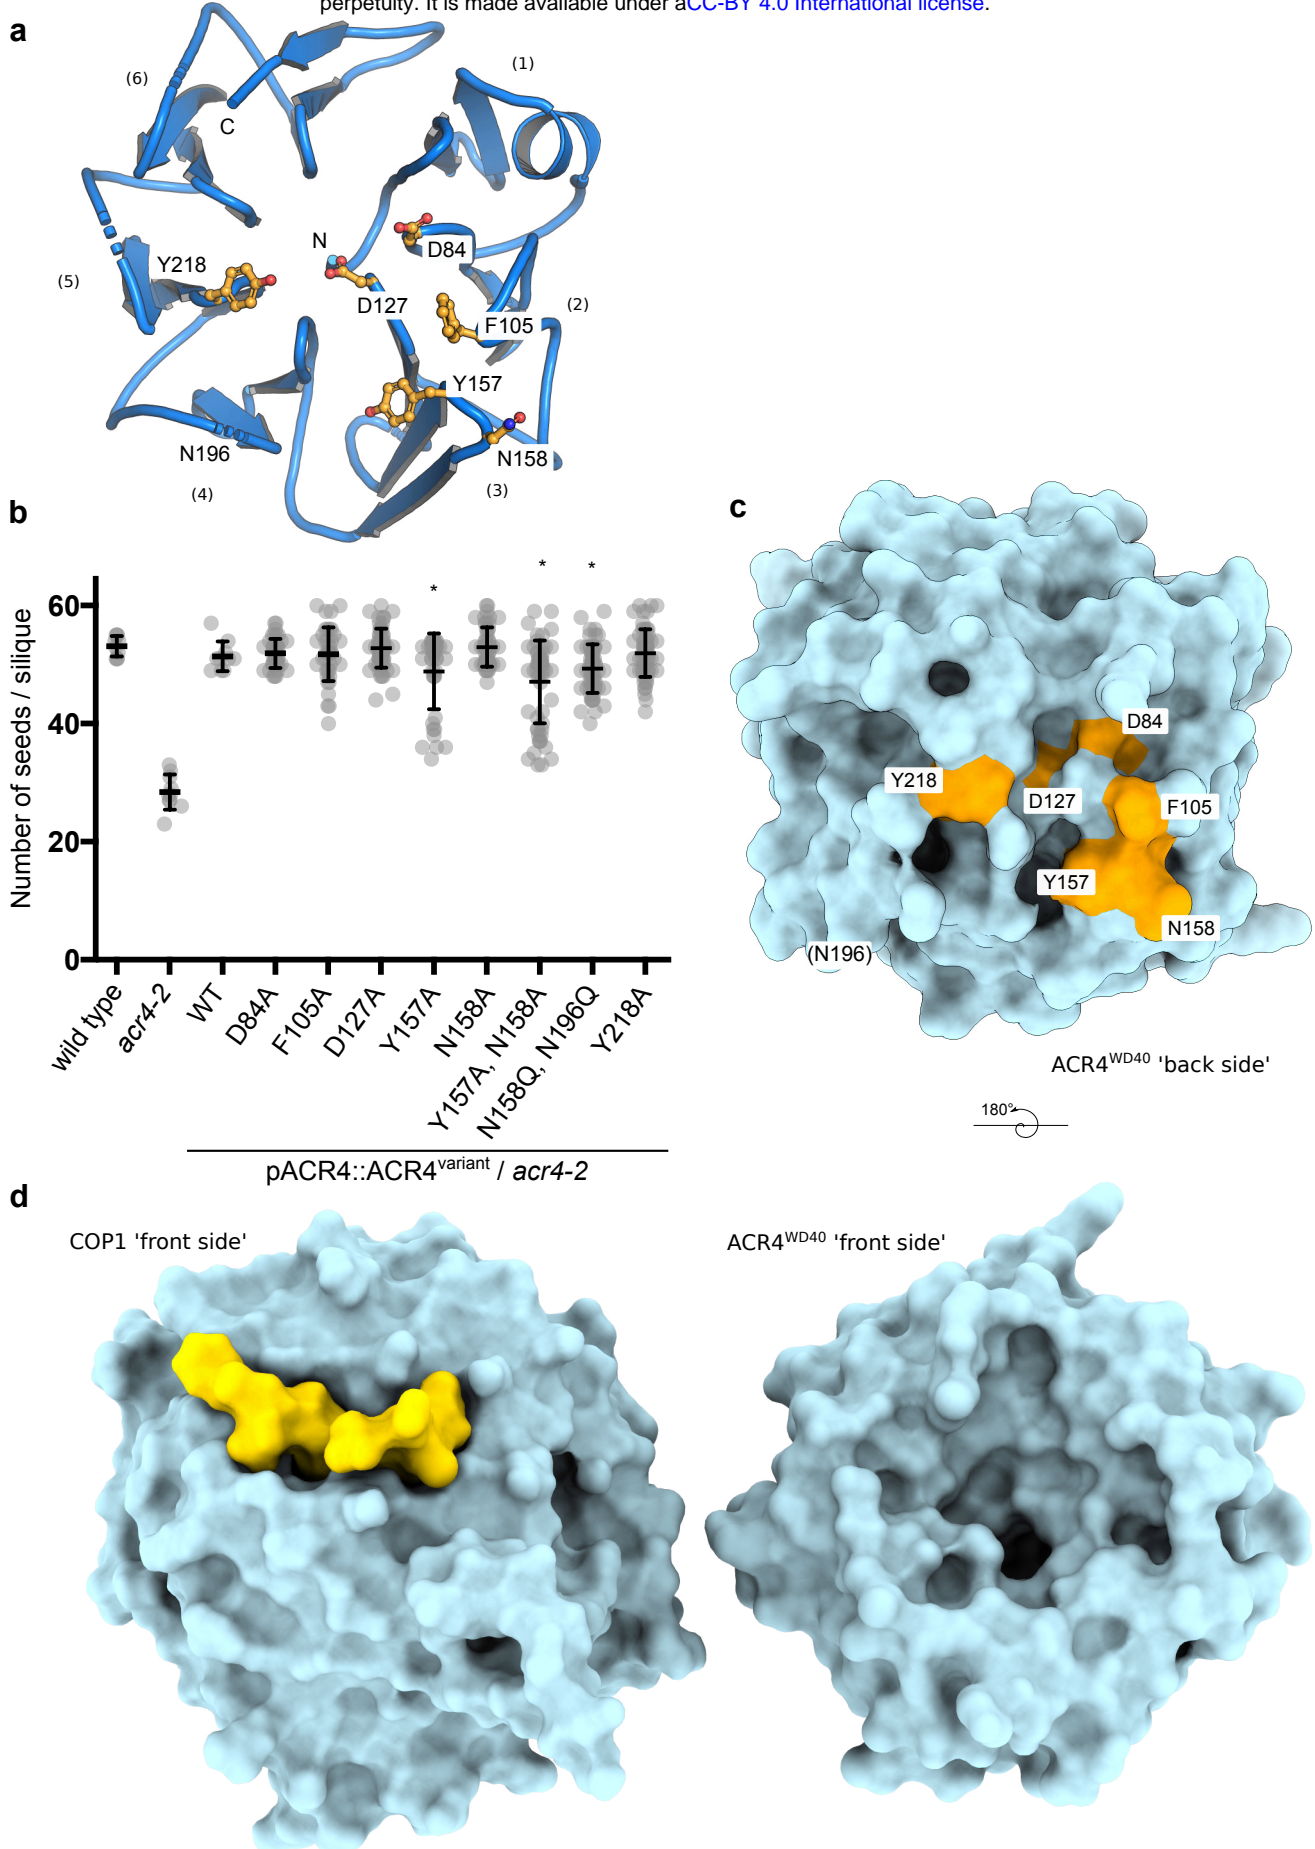 perpetuity. It is made available under aCC-BY 4.0 International license.
a
(6)
(1)
C
N
D84
Y218
(5)
D127
(2)
F105
Y157
N196
N158
(4)
(3)
b
Number of seeds / silique
60
40
20
0
* * *
wild type
acr4-2
WT
D84A
F105A
D127A
Y157A
N158A
Y157A, N158A
N158Q, N196Q
Y218A
pACR4::ACR4variant / acr4-2
c
D84
Y218
D127
F105
Y157
N158
(N196)
ACR4WD40 'back side'
180°
d
COP1 'front side'
ACR4WD40 'front side'